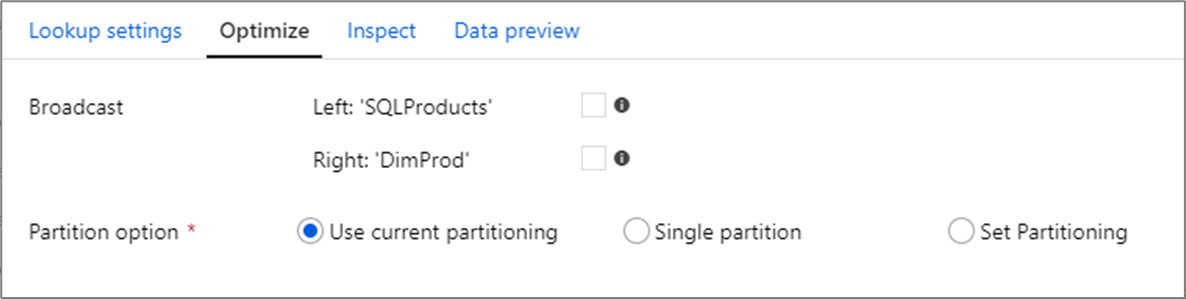 Lookup settings Optimize Inspect Data preview
Broadcast Left: 'SQLProducts'
Right: 'DimProd'
Partition option * Use current partitioning Single partition Set Partitioning